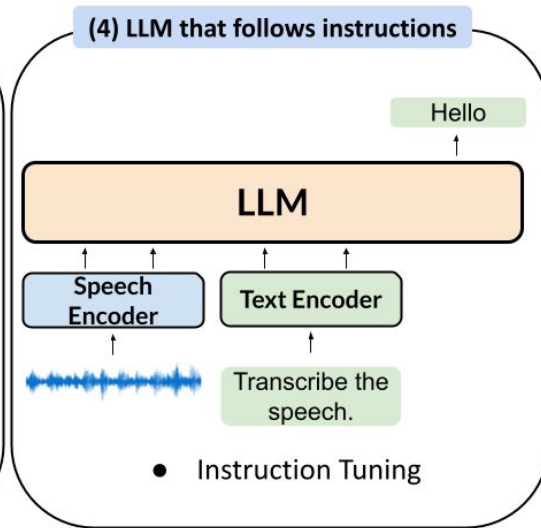 (4) LLM that follows instructions
Hello
LLM
Speech
Encoder
Text Encoder
Transcribe the
speech.
● Instruction Tuning